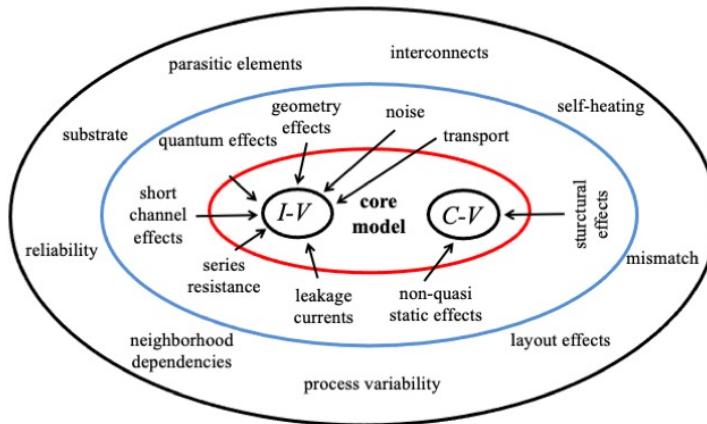 interconnects
parasitic elements
self-heating
geometry
effects
noise
substrate
quantum effects
transport
short
channel
effects
I-V
core
model
C-V
sturctural
effects
reliability
series
resistance
mismatch
leakage
currents
non-quasi
static effects
neighborhood
dependencies
layout effects
process variability